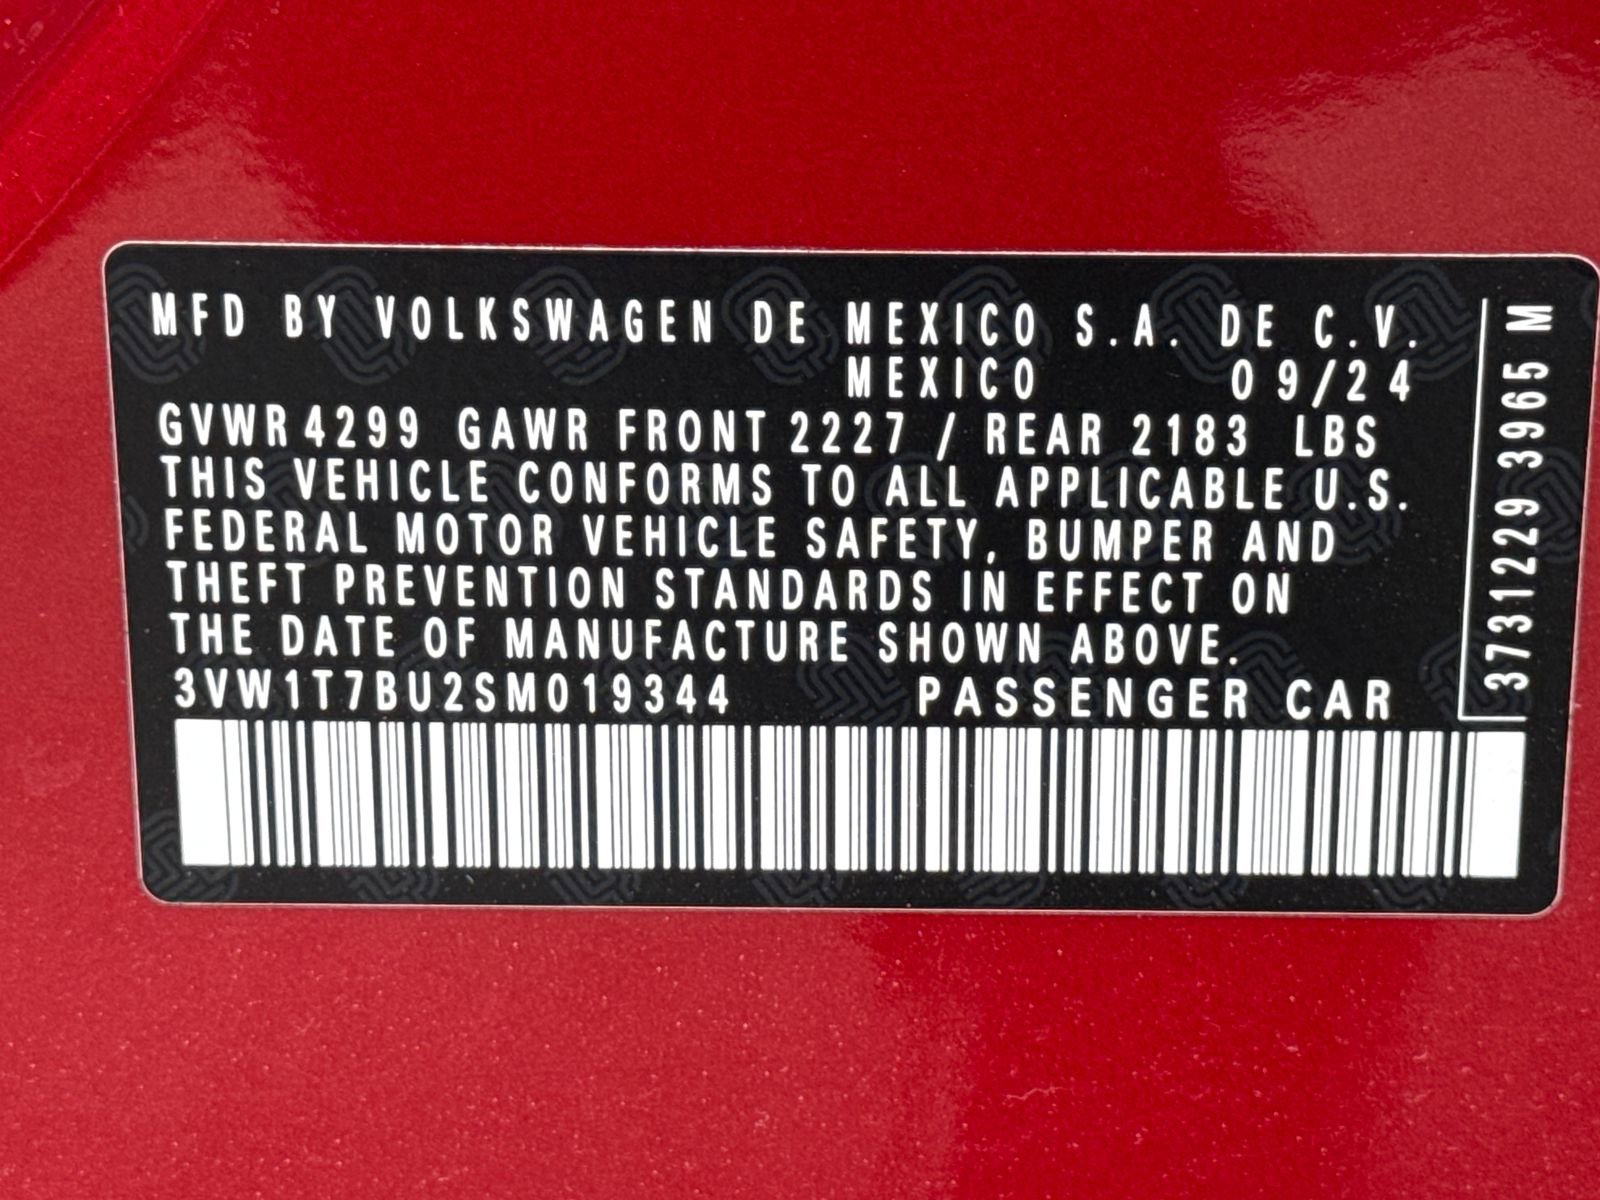 MFD BY VOLKSWAGEN DE MEXICO S.A. DE C.V.
MEXICO 09/24
GVWR 4299 GAWR FRONT 2227 / REAR 2183 LBS
THIS VEHICLE CONFORMS TO ALL APPLICABLE U.S.
FEDERAL MOTOR VEHICLE SAFETY, BUMPER AND
THEFT PREVENTION STANDARDS IN EFFECT ON
THE DATE OF MANUFACTURE SHOWN ABOVE.
3VW1T7BU2SM019344 PASSENGER CAR
3731229 3965 M